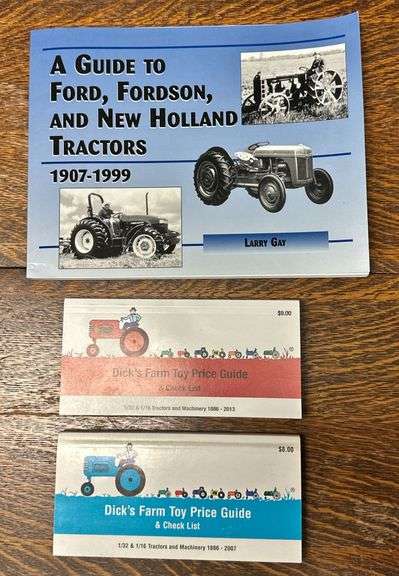 A Guide to
Ford, Fordson,
and New Holland
Tractors
1907-1999
Larry Gay
$9.00
Dick's Farm Toy Price Guide
& Check List
1/32 & 1/16 Tractors and Machinery 1886 - 2013
$8.00
Dick's Farm Toy Price Guide
& Check List
1/32 & 1/16 Tractors and Machinery 1886 - 2007